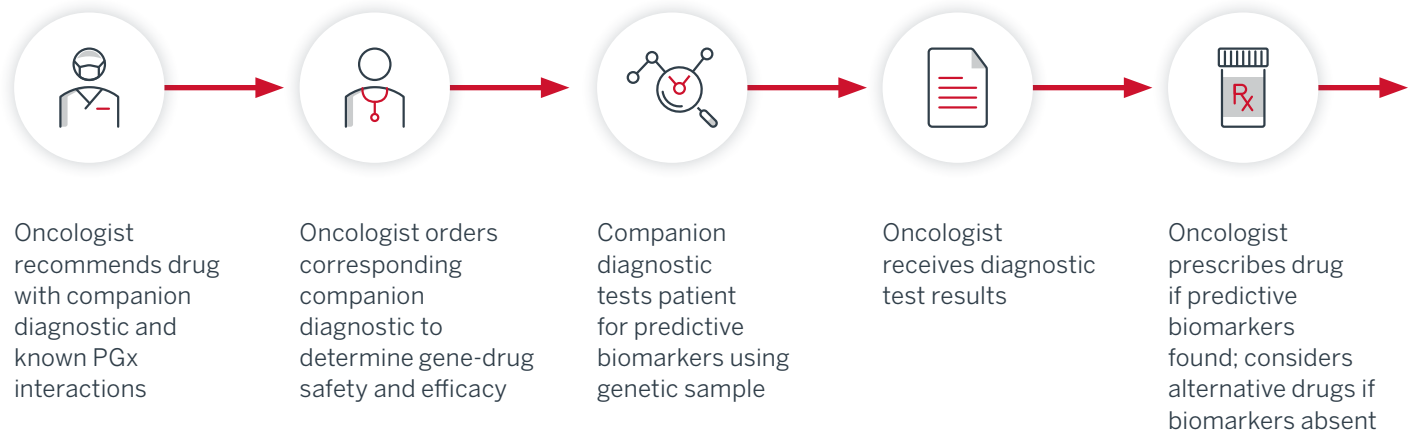 Rx
Oncologist
recommends drug
with companion
diagnostic and
known PGx
interactions
Oncologist orders
corresponding
companion
diagnostic to
determine gene-drug
safety and efficacy
Companion
diagnostic
tests patient
for predictive
biomarkers using
genetic sample
Oncologist
receives diagnostic
test results
Oncologist
prescribes drug
if predictive
biomarkers
found; considers
alternative drugs if
biomarkers absent